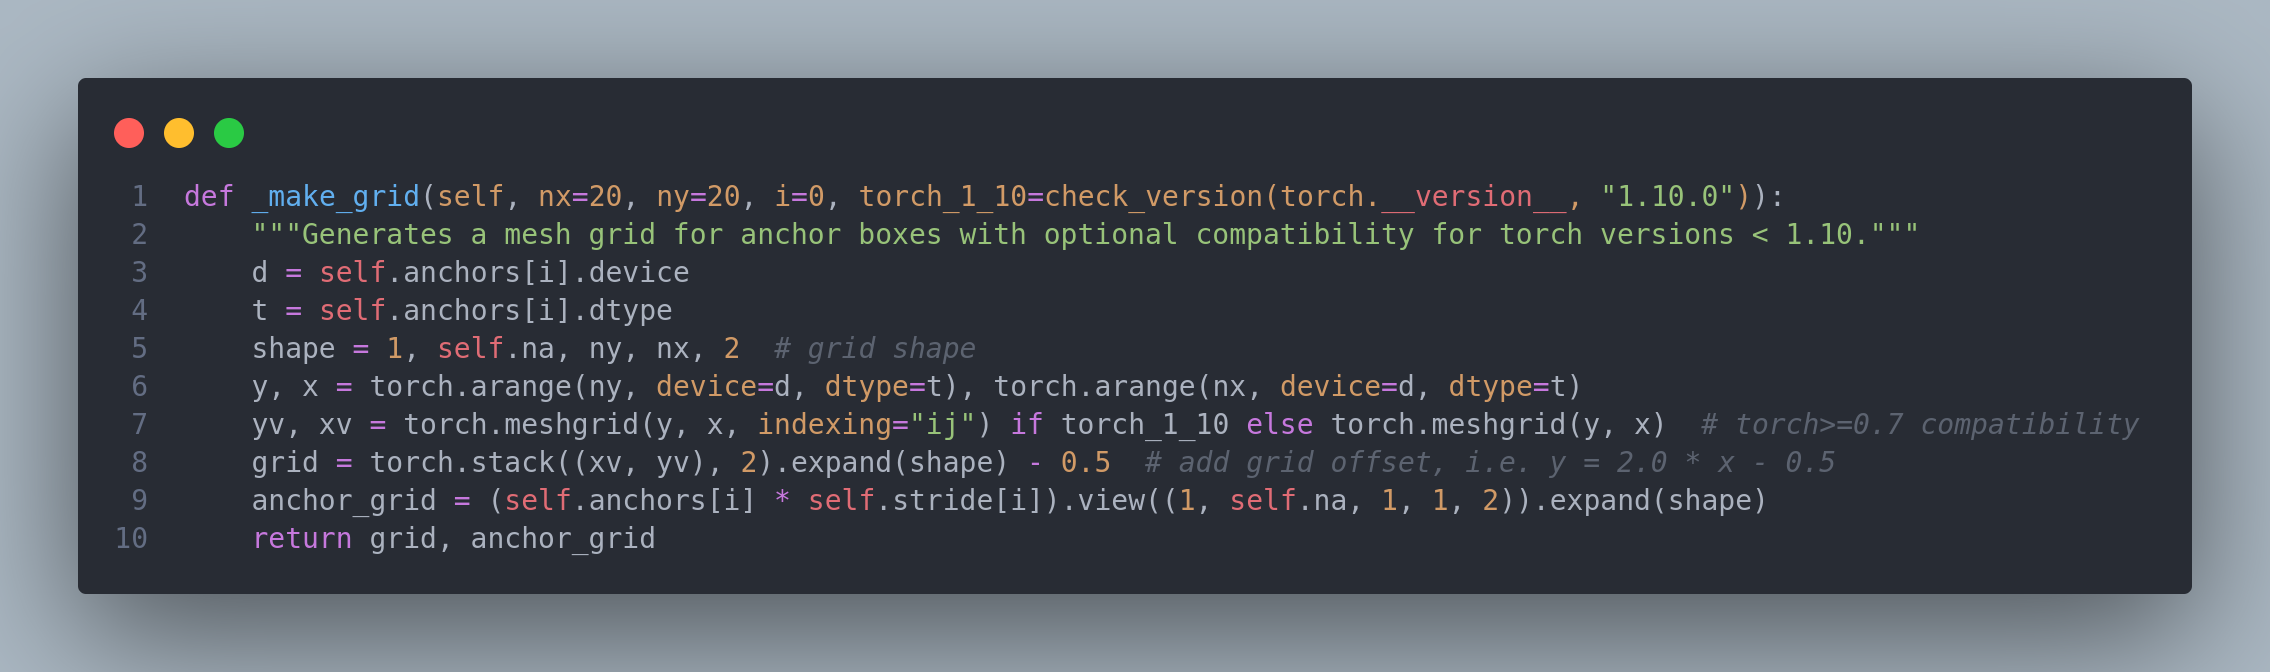 1 def _make_grid(self, nx=20, ny=20, i=0, torch_1_10=check_version(torch.__version__, "1.10.0")):
2     """Generates a mesh grid for anchor boxes with optional compatibility for torch versions < 1.10."""
3     d = self.anchors[i].device
4     t = self.anchors[i].dtype
5     shape = 1, self.na, ny, nx, 2  # grid shape
6     y, x = torch.arange(ny, device=d, dtype=t), torch.arange(nx, device=d, dtype=t)
7     yv, xv = torch.meshgrid(y, x, indexing="ij") if torch_1_10 else torch.meshgrid(y, x)  # torch>=0.7 compatibility
8     grid = torch.stack((xv, yv), 2).expand(shape) - 0.5  # add grid offset, i.e. y = 2.0 * x - 0.5
9     anchor_grid = (self.anchors[i] * self.stride[i]).view((1, self.na, 1, 1, 2)).expand(shape)
10     return grid, anchor_grid